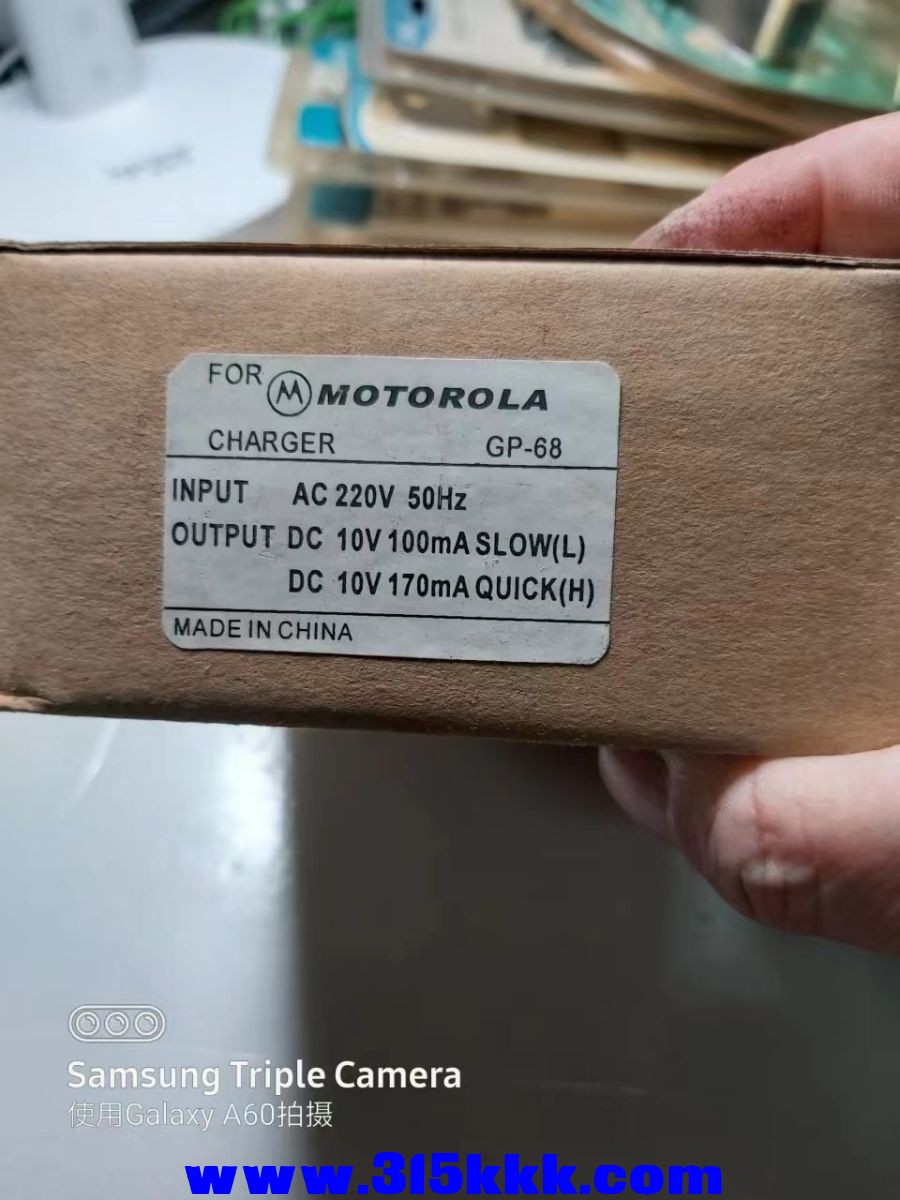 FOR MOTOROLA
CHARGER GP-68
INPUT AC 220V 50Hz
OUTPUT DC 10V 100mA SLOW(L)
DC 10V 170mA QUICK(H)
MADE IN CHINA
Samsung Triple Camera
使用Galaxy A60拍摄
www.315kkk.com